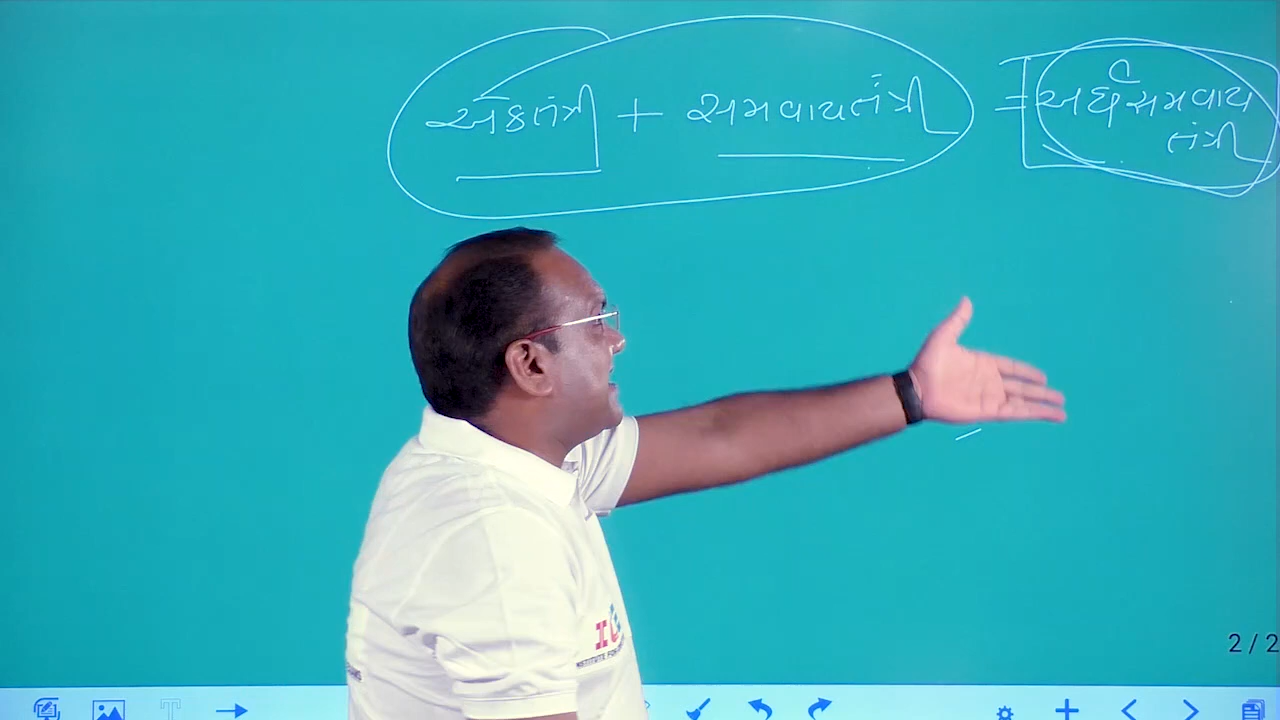 એકતંત્રી + સમવાયતંત્રી = અર્ધસમવાય
તંત્રી
2/2